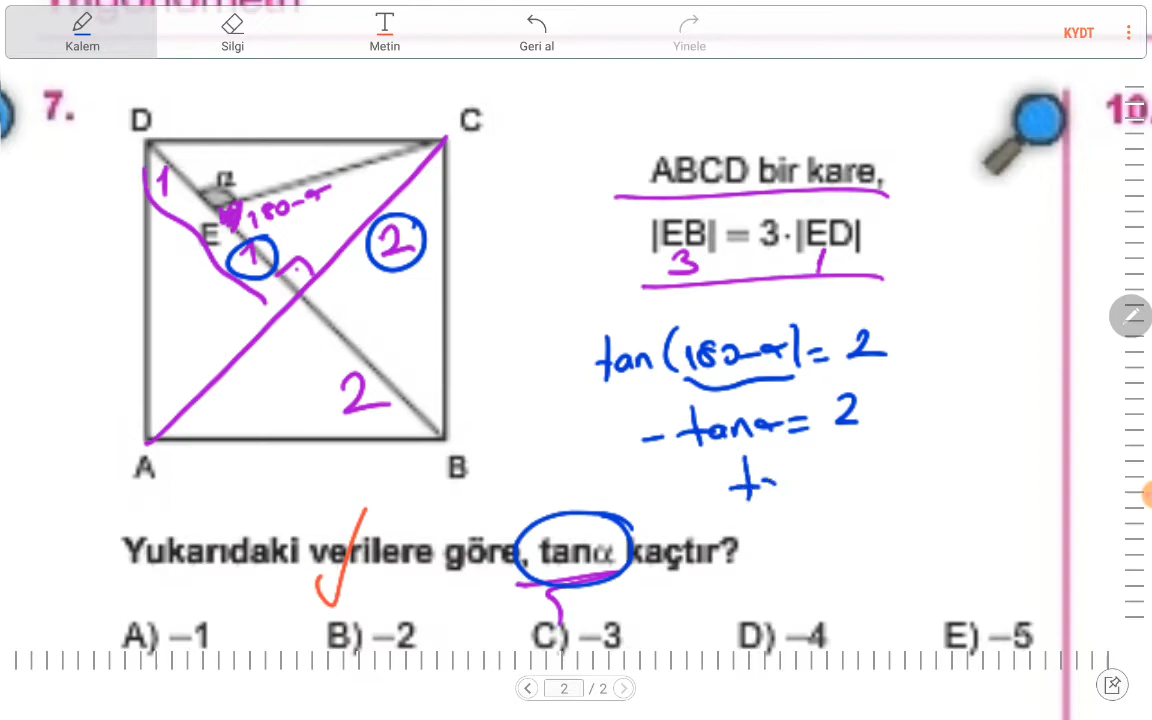 Kalem
Silgi
Metin
Geri al
Yinele
KYDT
7.
10.
D
C
α
1
180-α
E
1
2
2
A
B
ABCD bir kare,
|EB| = 3·|ED|
3 1
tan(180-α) = 2
- tanα = 2
t
Yukarıdaki verilere göre, tanα kaçtır?
A) –1 B) –2 C) –3 D) –4 E) –5
2 / 2